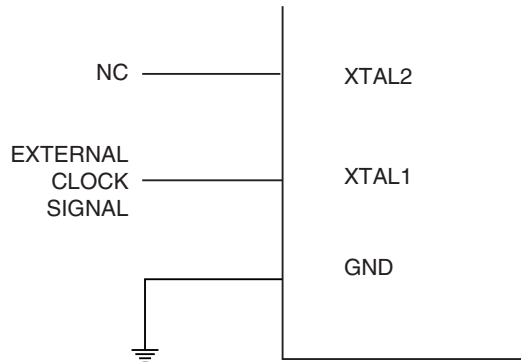 NC
XTAL2
EXTERNAL
CLOCK
SIGNAL
XTAL1
GND